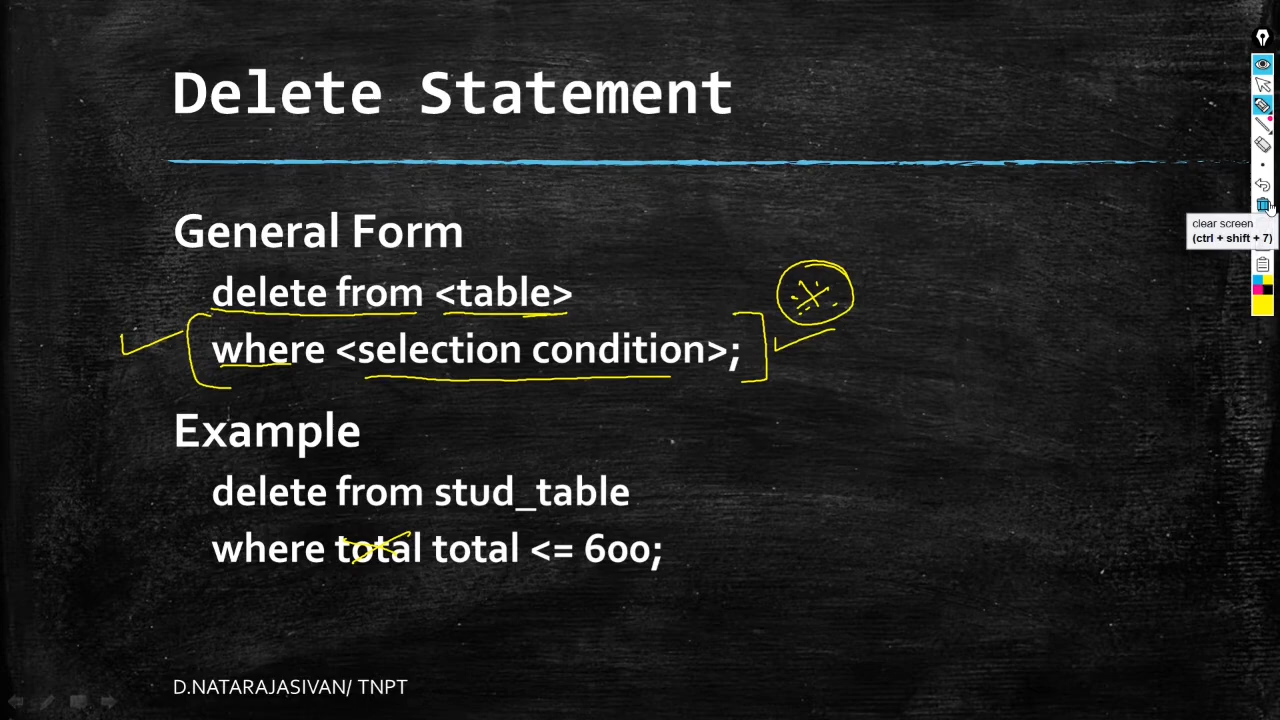 Delete Statement
General Form
delete from <table>
where <selection condition>;
Example
delete from stud_table
where total total <= 600;
D.NATARAJASIVAN/ TNPT
clear screen
(ctrl + shift + 7)